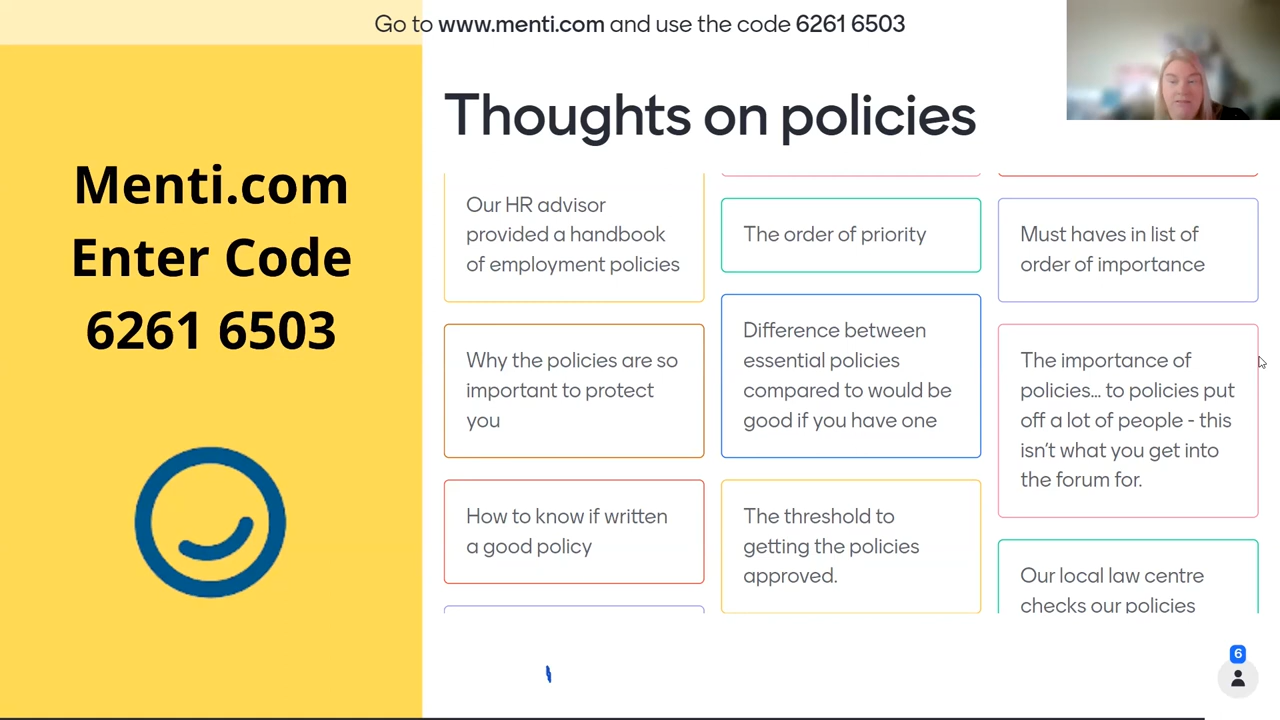 Go to www.menti.com and use the code 6261 6503
Menti.com
Enter Code
6261 6503
Thoughts on policies
Our HR advisor
provided a handbook
of employment policies
Why the policies are so
important to protect
you
How to know if written
a good policy
The order of priority
Difference between
essential policies
compared to would be
good if you have one
The threshold to
getting the policies
approved.
Must haves in list of
order of importance
The importance of
policies... to policies put
off a lot of people - this
isn't what you get into
the forum for.
Our local law centre
checks our policies
6